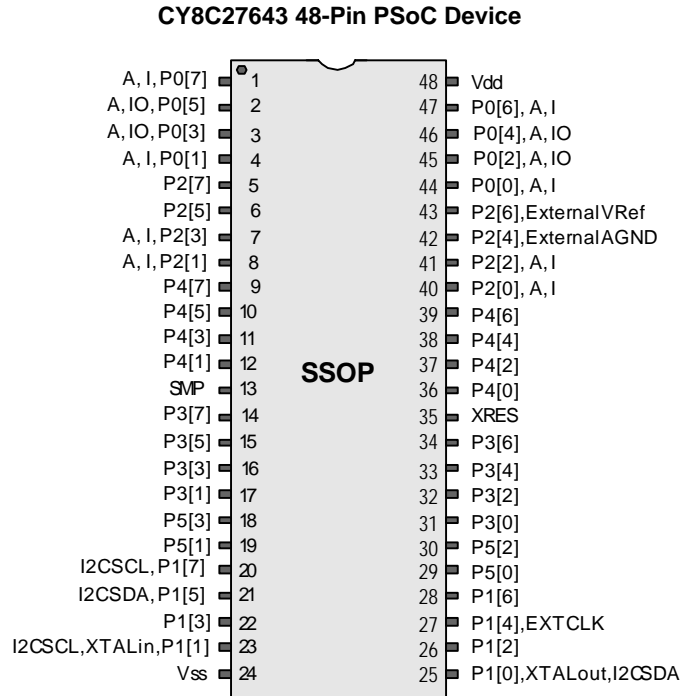 CY8C27643 48-Pin PSoC Device
A, I, P0[7] 1 48 Vdd
A, IO, P0[5] 2 47 P0[6], A, I
A, IO, P0[3] 3 46 P0[4], A, IO
A, I, P0[1] 4 45 P0[2], A, IO
P2[7] 5 44 P0[0], A, I
P2[5] 6 43 P2[6], External VRef
A, I, P2[3] 7 42 P2[4], External AGND
A, I, P2[1] 8 41 P2[2], A, I
P4[7] 9 40 P2[0], A, I
P4[5] 10 39 P4[6]
P4[3] 11 38 P4[4]
P4[1] 12 SSOP 37 P4[2]
SMP 13 36 P4[0]
P3[7] 14 35 XRES
P3[5] 15 34 P3[6]
P3[3] 16 33 P3[4]
P3[1] 17 32 P3[2]
P5[3] 18 31 P3[0]
P5[1] 19 30 P5[2]
I2CSCL, P1[7] 20 29 P5[0]
I2CSDA, P1[5] 21 28 P1[6]
P1[3] 22 27 P1[4], EXTCLK
I2CSCL, XTALin, P1[1] 23 26 P1[2]
Vss 24 25 P1[0], XTALout, I2CSDA